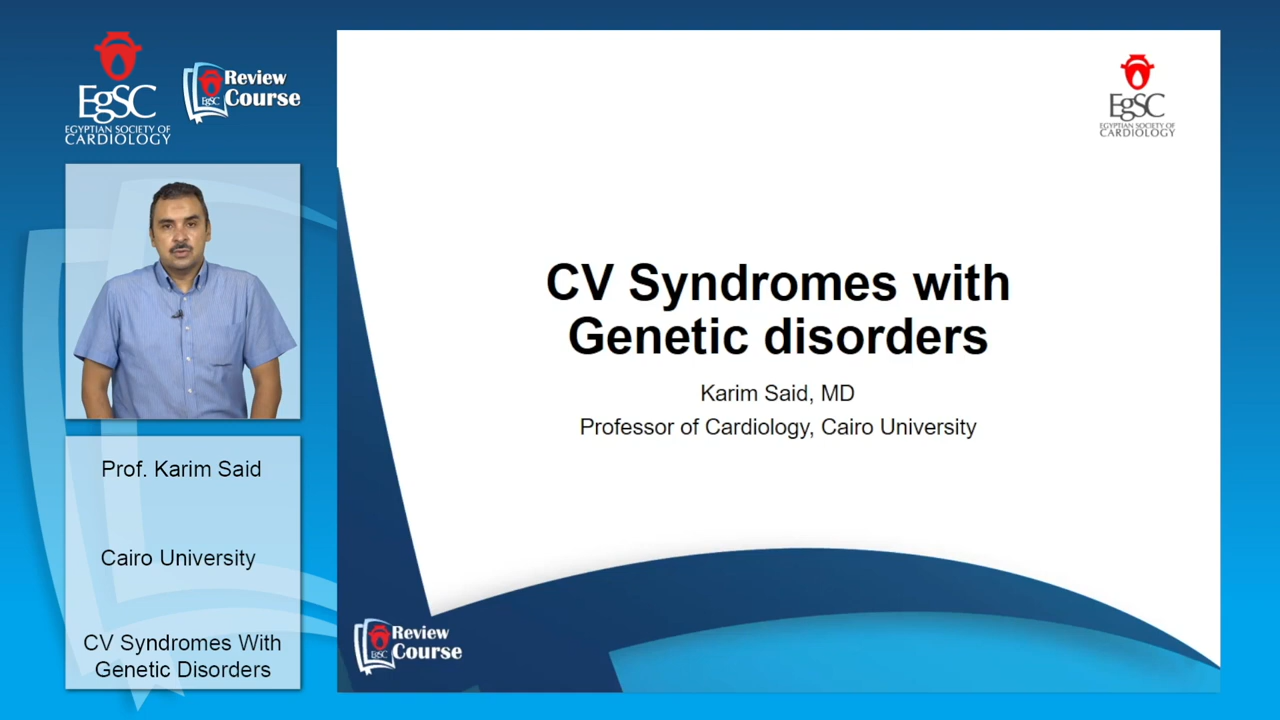 EgSC
EGYPTIAN SOCIETY OF
CARDIOLOGY
EgSC
Review
Course
Prof. Karim Said
Cairo University
CV Syndromes With
Genetic Disorders
EgSC
EGYPTIAN SOCIETY OF
CARDIOLOGY
CV Syndromes with
Genetic disorders
Karim Said, MD
Professor of Cardiology, Cairo University
EgSC
Review
Course